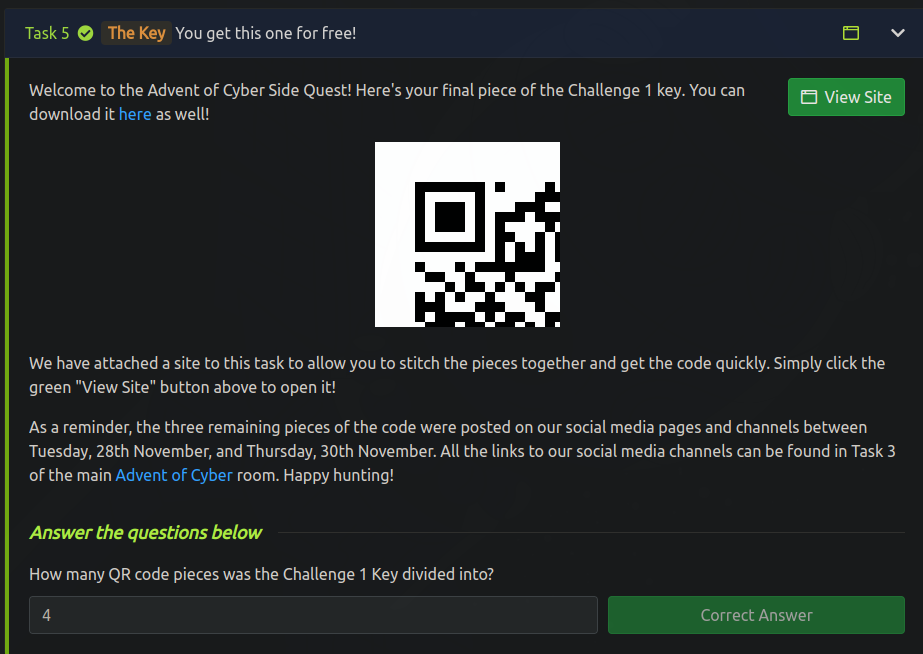 Task 5 The Key You get this one for free!
Welcome to the Advent of Cyber Side Quest! Here's your final piece of the Challenge 1 key. You can
download it here as well!
View Site
We have attached a site to this task to allow you to stitch the pieces together and get the code quickly. Simply click the
green "View Site" button above to open it!
As a reminder, the three remaining pieces of the code were posted on our social media pages and channels between
Tuesday, 28th November, and Thursday, 30th November. All the links to our social media channels can be found in Task 3
of the main Advent of Cyber room. Happy hunting!
Answer the questions below
How many QR code pieces was the Challenge 1 Key divided into?
4
Correct Answer